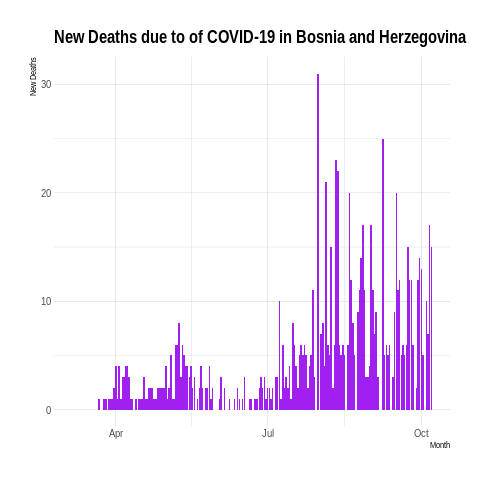 New Deaths due to of COVID-19 in Bosnia and Herzegovina
New Deaths
30
20
10
0
Apr
Jul
Oct
Month